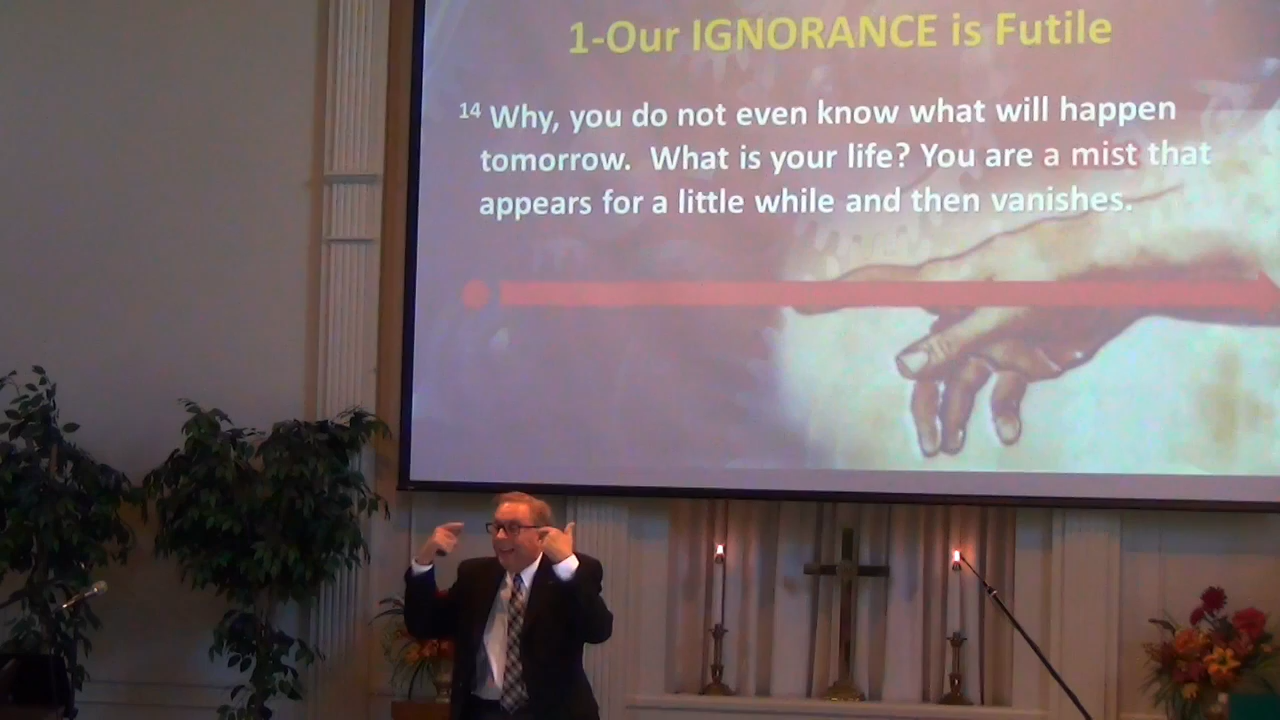 1-Our IGNORANCE is Futile
14 Why, you do not even know what will happen
tomorrow. What is your life? You are a mist that
appears for a little while and then vanishes.